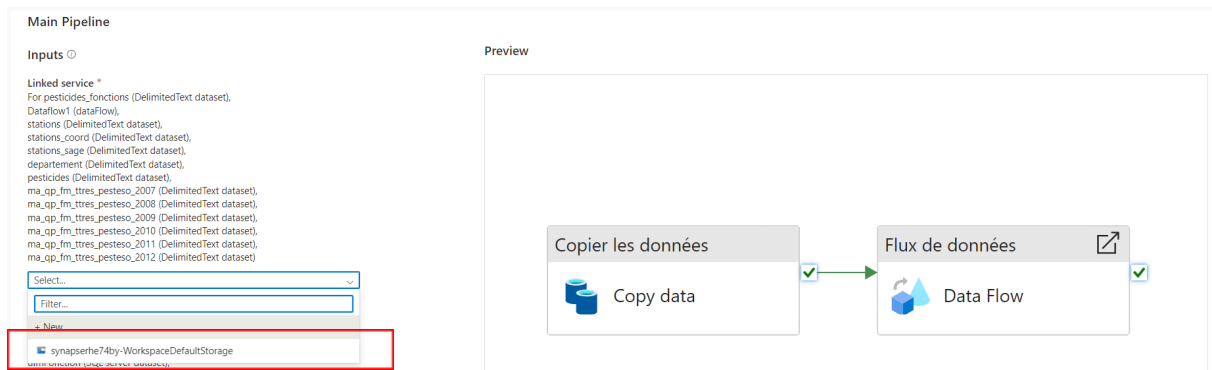 Main Pipeline
Inputs
Preview
Linked service *
For pesticides_fonctions (DelimitedText dataset),
Dataflow1 (dataFlow),
stations (DelimitedText dataset),
stations_coord (DelimitedText dataset),
stations_sage (DelimitedText dataset),
departement (DelimitedText dataset),
pesticides (DelimitedText dataset),
ma_qp_fm_ttres_pesteso_2007 (DelimitedText dataset),
ma_qp_fm_ttres_pesteso_2008 (DelimitedText dataset),
ma_qp_fm_ttres_pesteso_2009 (DelimitedText dataset),
ma_qp_fm_ttres_pesteso_2010 (DelimitedText dataset),
ma_qp_fm_ttres_pesteso_2011 (DelimitedText dataset),
ma_qp_fm_ttres_pesteso_2012 (DelimitedText dataset)
Select...
Filter...
+ New
synapserhe74by-WorkspaceDefaultStorage
(SQL server dataset),
Copier les données
Copy data
Flux de données
Data Flow